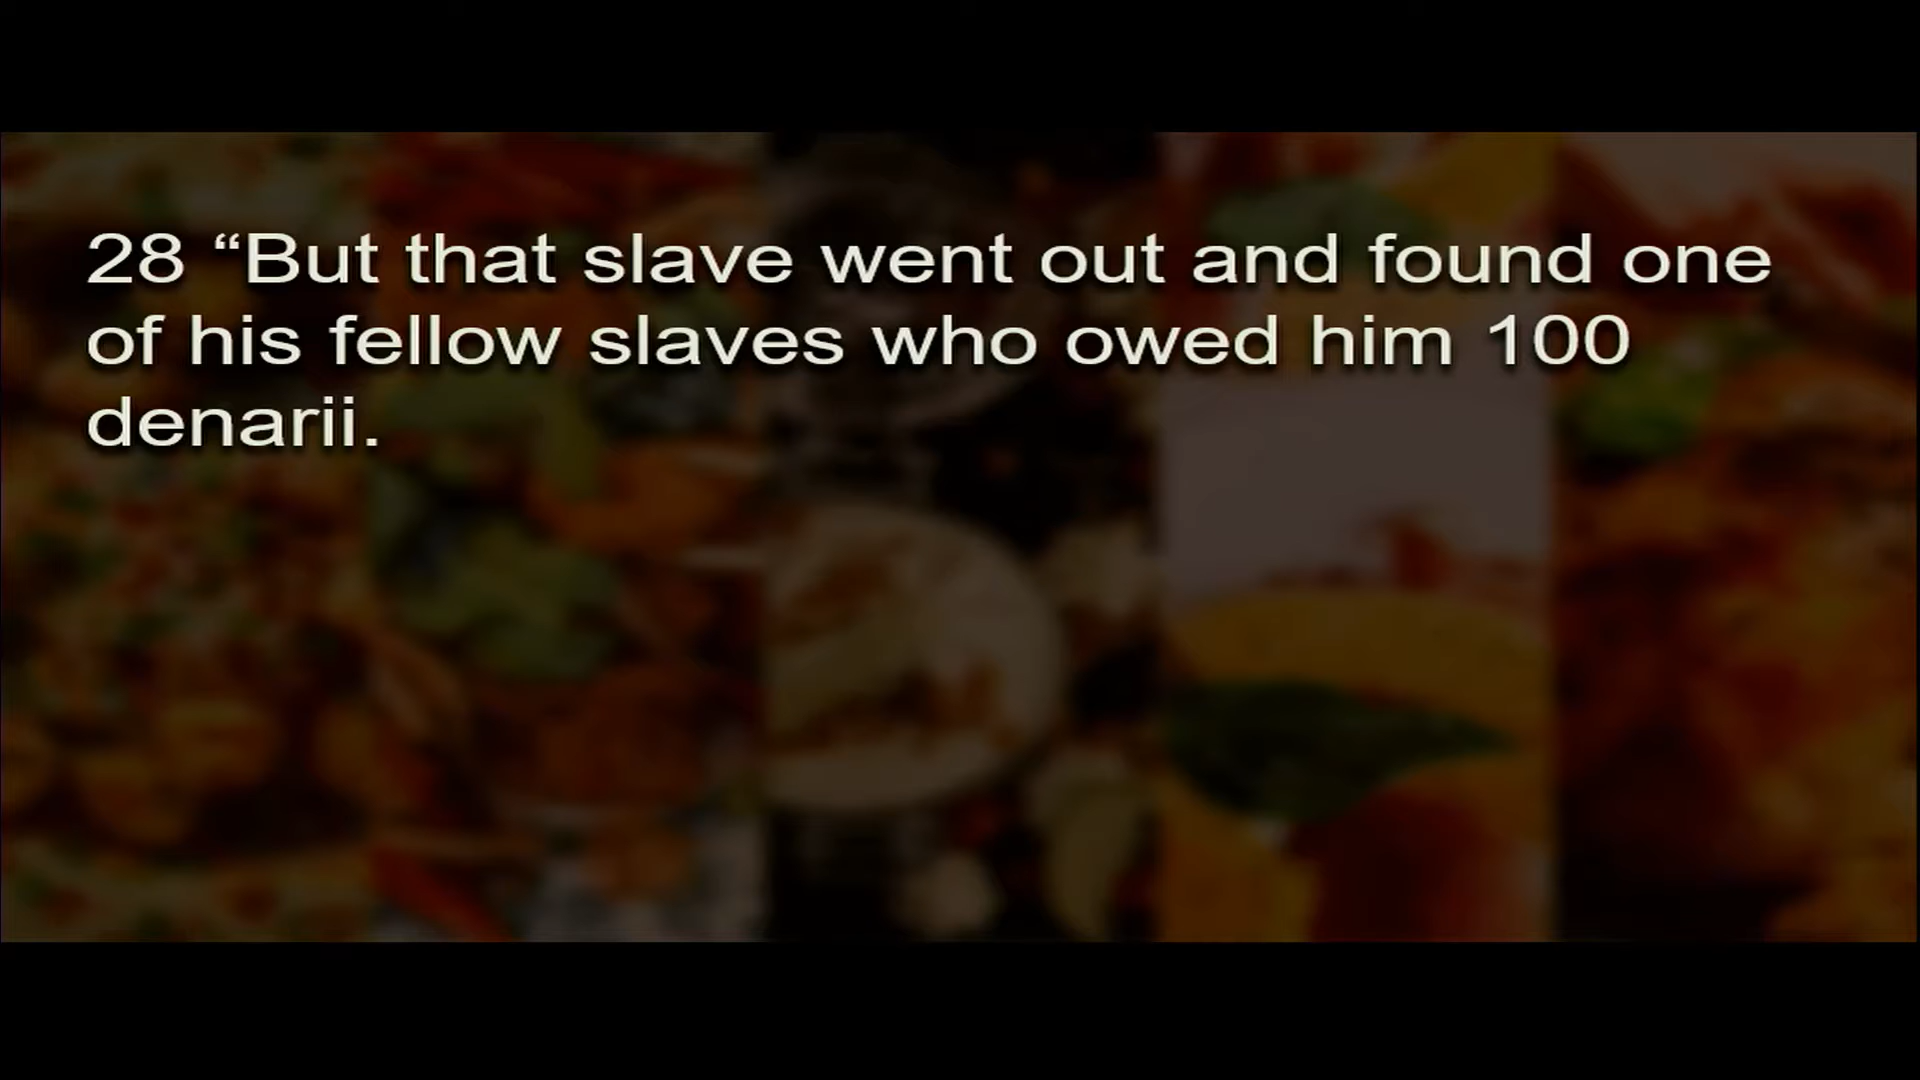 28 “But that slave went out and found one
of his fellow slaves who owed him 100
denarii.